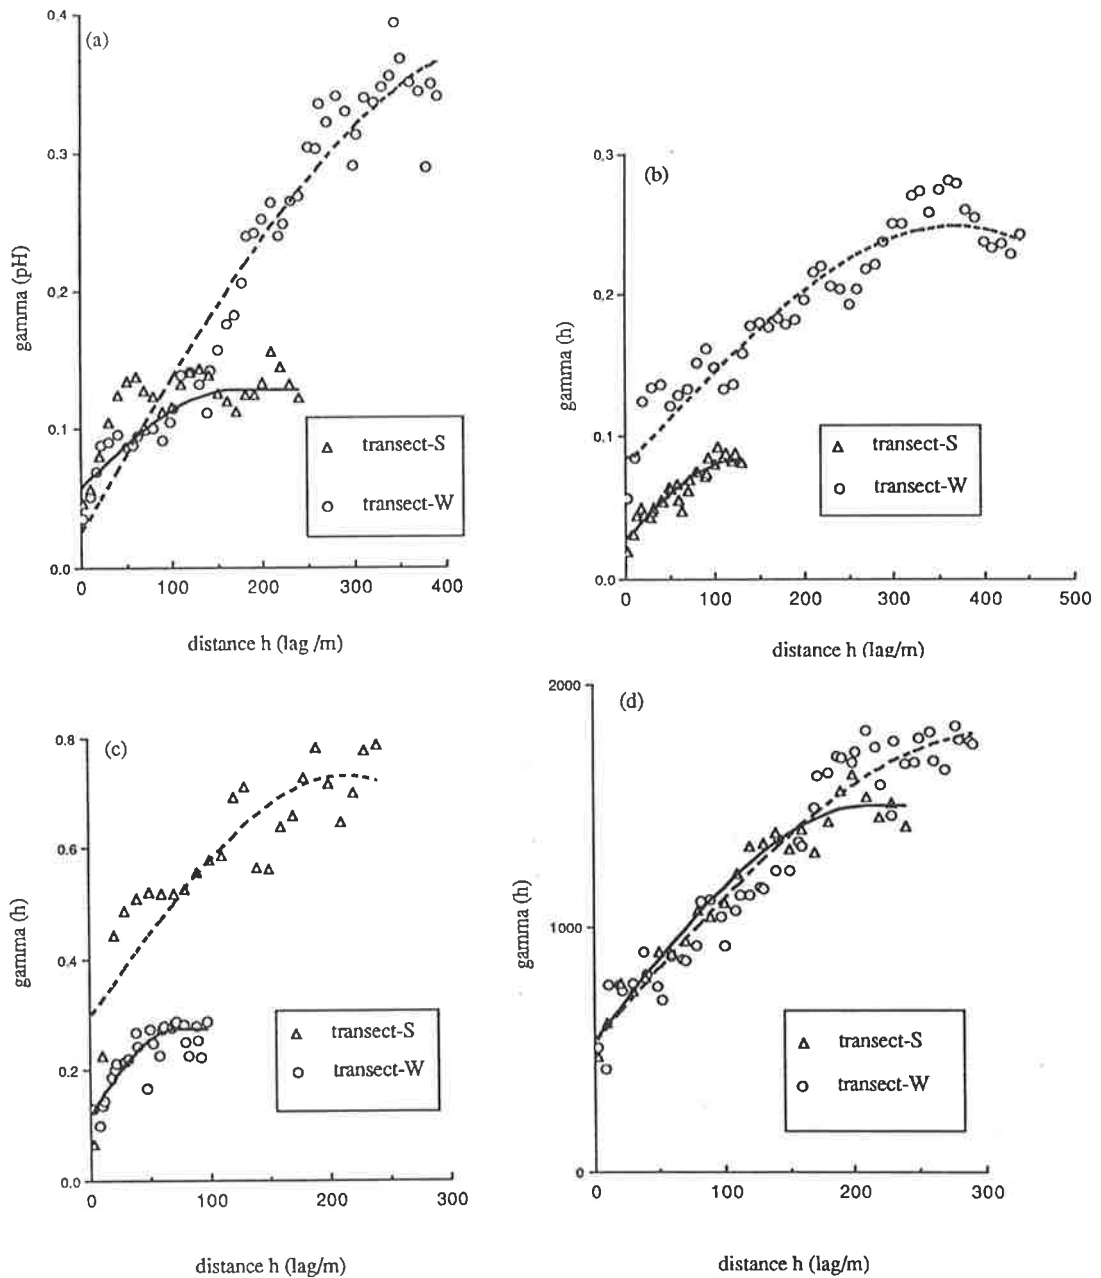 (a)
0.4
0.3
0.2
0.1
0.0
gamma (pH)
0 100 200 300 400
distance h (lag /m)
transect-S
transect-W
(b)
0.3
0.2
0.1
0.0
gamma (h)
0 100 200 300 400 500
distance h (lag/m)
transect-S
transect-W
(c)
0.8
0.6
0.4
0.2
0.0
gamma (h)
0 100 200 300
distance h (lag/m)
transect-S
transect-W
(d)
2000
1000
0
gamma (h)
0 100 200 300
distance h (lag/m)
transect-S
transect-W